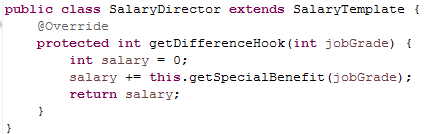 public class SalaryDirector extends SalaryTemplate {
    @Override
    protected int getDifferenceHook(int jobGrade) {
        int salary = 0;
        salary += this.getSpecialBenefit(jobGrade);
        return salary;
    }
}